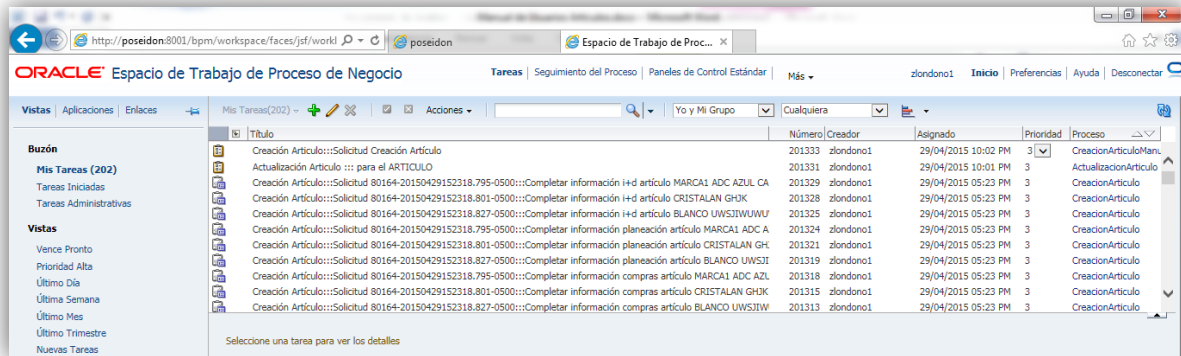 Manual de Usuarios Articulos.docx - Microsoft Word
http://poseidon:8001/bpm/workspace/faces/jsf/workl
poseidon
Espacio de Trabajo de Proc...
ORACLE Espacio de Trabajo de Proceso de Negocio
Tareas | Seguimiento del Proceso | Paneles de Control Estándar | Más
zlondono1 Inicio | Preferencias | Ayuda | Desconectar
Vistas | Aplicaciones | Enlaces
Mis Tareas(202) Acciones Yo y Mi Grupo Cualquiera
Título Número Creador Asignado Prioridad Proceso
Buzón
Mis Tareas (202)
Tareas Iniciadas
Tareas Administrativas
Vistas
Vence Pronto
Prioridad Alta
Último Día
Última Semana
Último Mes
Último Trimestre
Nuevas Tareas
Creación Articulo:::Solicitud Creación Artículo 201333 zlondono1 29/04/2015 10:02 PM 3 CreacionArticuloManu
Actualización Articulo ::: para el ARTICULO 201331 zlondono1 29/04/2015 10:01 PM 3 ActualizacionArticulo
Creación Artículo:::Solicitud 80164-20150429152318.795-0500:::Completar información i+d artículo MARCA1 ADC AZUL CA 201329 zlondono1 29/04/2015 05:23 PM 3 CreacionArticulo
Creación Artículo:::Solicitud 80164-20150429152318.801-0500:::Completar información i+d artículo CRISTALAN GHJK 201328 zlondono1 29/04/2015 05:23 PM 3 CreacionArticulo
Creación Artículo:::Solicitud 80164-20150429152318.827-0500:::Completar información i+d artículo BLANCO UWSJIWUWU 201325 zlondono1 29/04/2015 05:23 PM 3 CreacionArticulo
Creación Artículo:::Solicitud 80164-20150429152318.795-0500:::Completar información planeación artículo MARCA1 ADC A 201324 zlondono1 29/04/2015 05:23 PM 3 CreacionArticulo
Creación Artículo:::Solicitud 80164-20150429152318.801-0500:::Completar información planeación artículo CRISTALAN GH 201321 zlondono1 29/04/2015 05:23 PM 3 CreacionArticulo
Creación Artículo:::Solicitud 80164-20150429152318.827-0500:::Completar información planeación artículo BLANCO UWSJI 201319 zlondono1 29/04/2015 05:23 PM 3 CreacionArticulo
Creación Artículo:::Solicitud 80164-20150429152318.795-0500:::Completar información compras artículo MARCA1 ADC AZL 201318 zlondono1 29/04/2015 05:23 PM 3 CreacionArticulo
Creación Artículo:::Solicitud 80164-20150429152318.801-0500:::Completar información compras artículo CRISTALAN GHJK 201315 zlondono1 29/04/2015 05:23 PM 3 CreacionArticulo
Creación Artículo:::Solicitud 80164-20150429152318.827-0500:::Completar información compras artículo BLANCO UWSJIW 201313 zlondono1 29/04/2015 05:23 PM 3 CreacionArticulo
Seleccione una tarea para ver los detalles